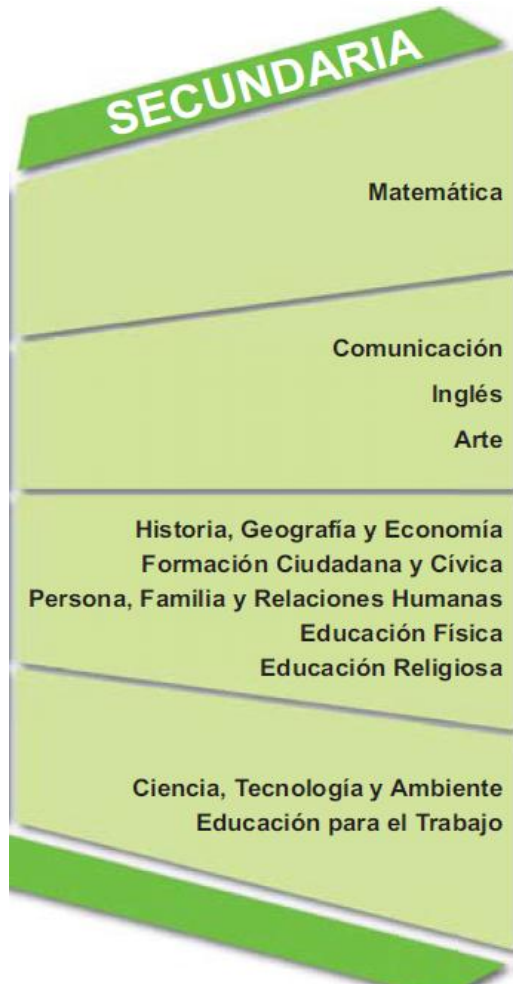 SECUNDARIA
Matemática
Comunicación
Inglés
Arte
Historia, Geografía y Economía
Formación Ciudadana y Cívica
Persona, Familia y Relaciones Humanas
Educación Física
Educación Religiosa
Ciencia, Tecnología y Ambiente
Educación para el Trabajo